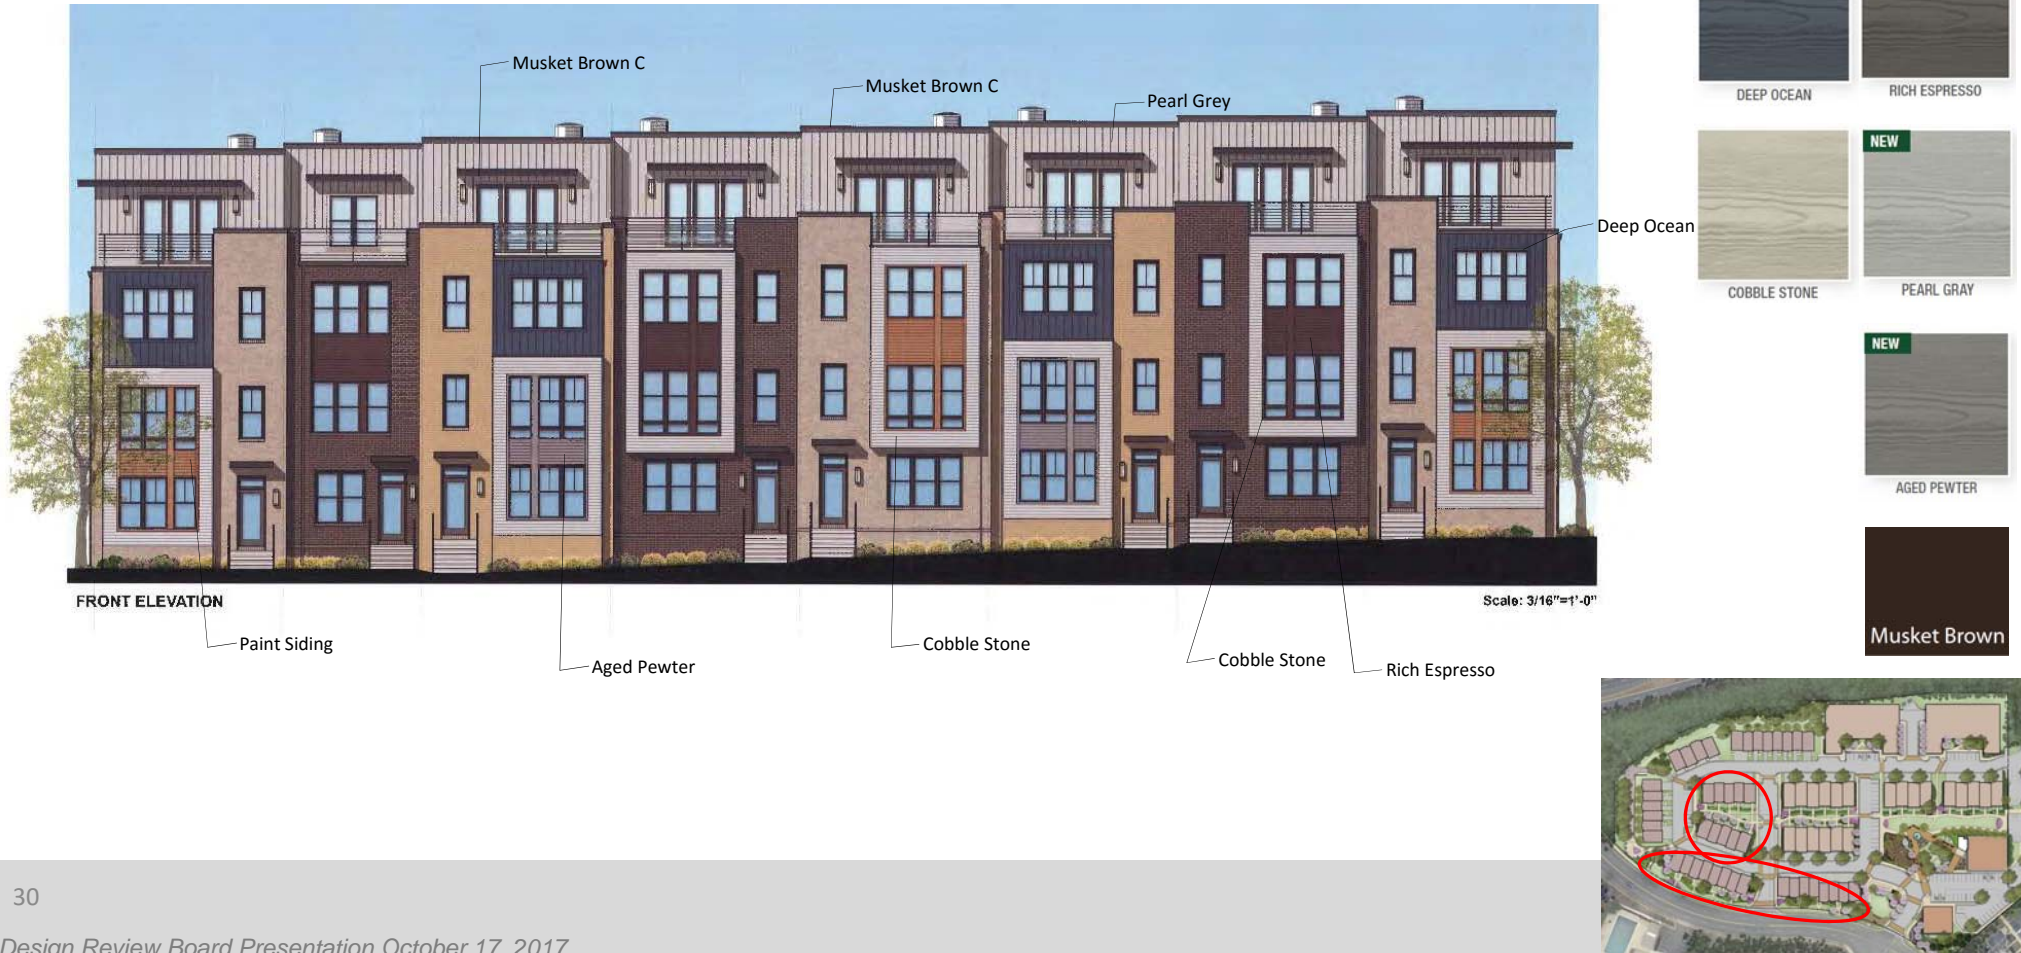 Musket Brown C
Musket Brown C
Pearl Grey
Deep Ocean
FRONT ELEVATION
Scale: 3/16"=1'-0"
Paint Siding
Aged Pewter
Cobble Stone
Cobble Stone
Rich Espresso
DEEP OCEAN
RICH ESPRESSO
NEW
COBBLE STONE
PEARL GRAY
NEW
AGED PEWTER
Musket Brown
30
Design Review Board Presentation October 17, 2017